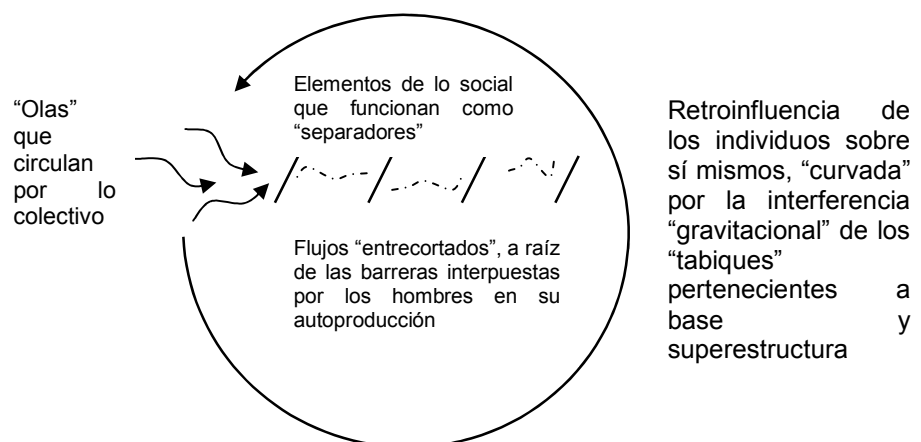 “Olas”
que
circulan
por lo
colectivo
Elementos de lo social
que funcionan como
“separadores”
Flujos “entrecortados”, a raíz
de las barreras interpuestas
por los hombres en su
autoproducción
Retroinfluencia de
los individuos sobre
sí mismos, “curvada”
por la interferencia
“gravitacional” de los
“tabiques”
pertenecientes a
base y
superestructura